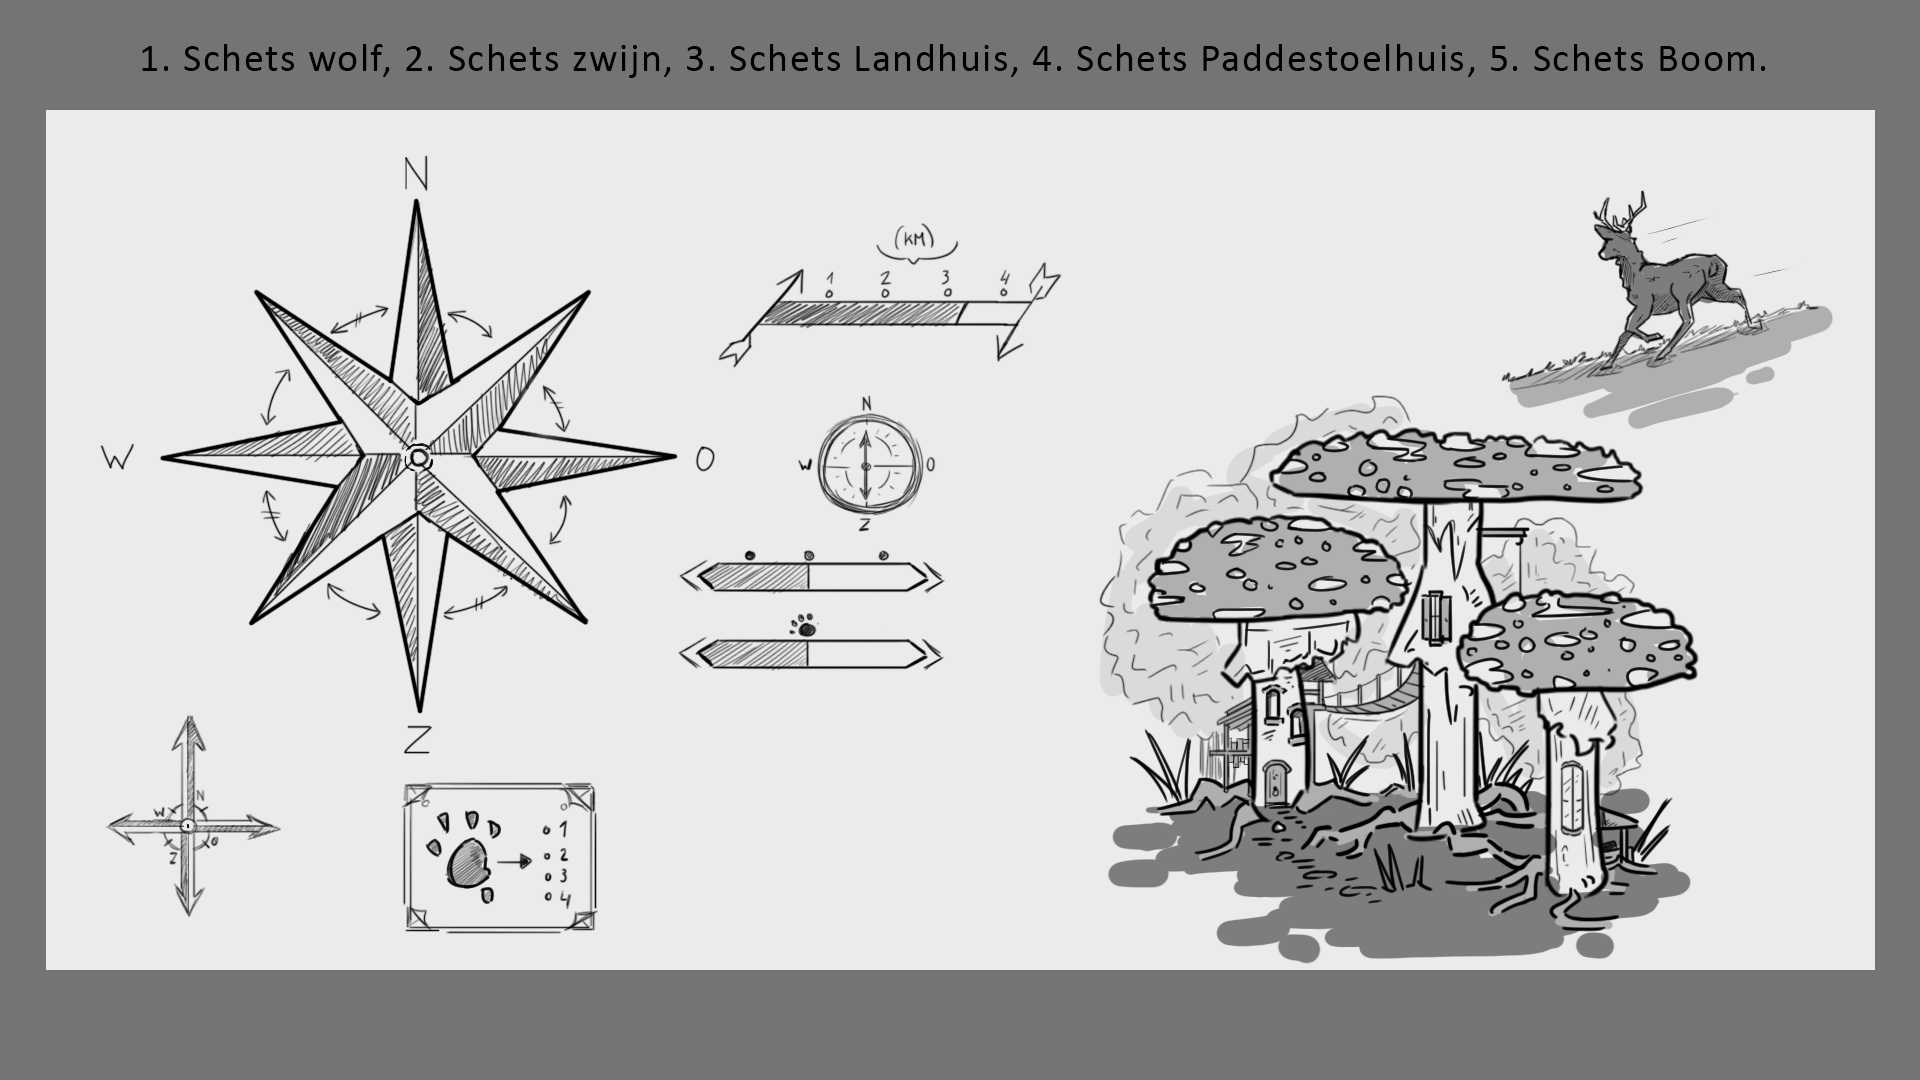 1. Schets wolf, 2. Schets zwijn, 3. Schets Landhuis, 4. Schets Paddestoelhuis, 5. Schets Boom.
N
W
O
Z
(KM)
1 2 3 4
N
W
O
Z
N
W
O
Z
1
2
3
4